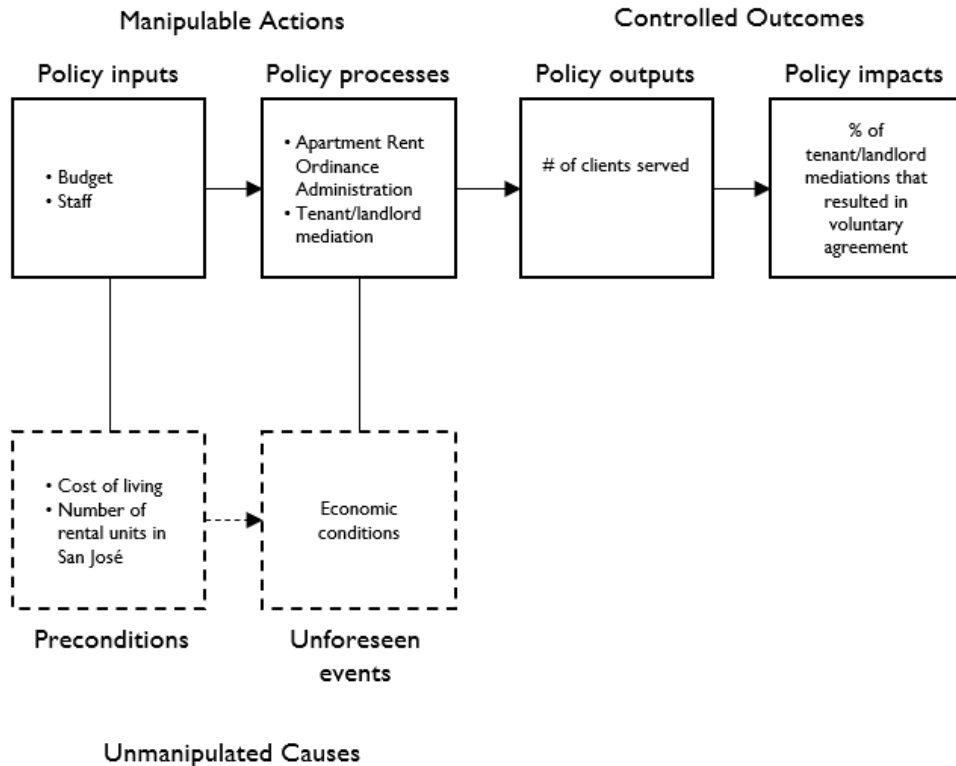 Manipulable Actions
Controlled Outcomes
Policy inputs
Policy processes
Policy outputs
Policy impacts
• Budget
• Staff
• Apartment Rent
Ordinance
Administration
• Tenant/landlord
mediation
# of clients served
% of
tenant/landlord
mediations that
resulted in
voluntary
agreement
• Cost of living
• Number of
rental units in
San José
Economic
conditions
Preconditions
Unforeseen
events
Unmanipulated Causes